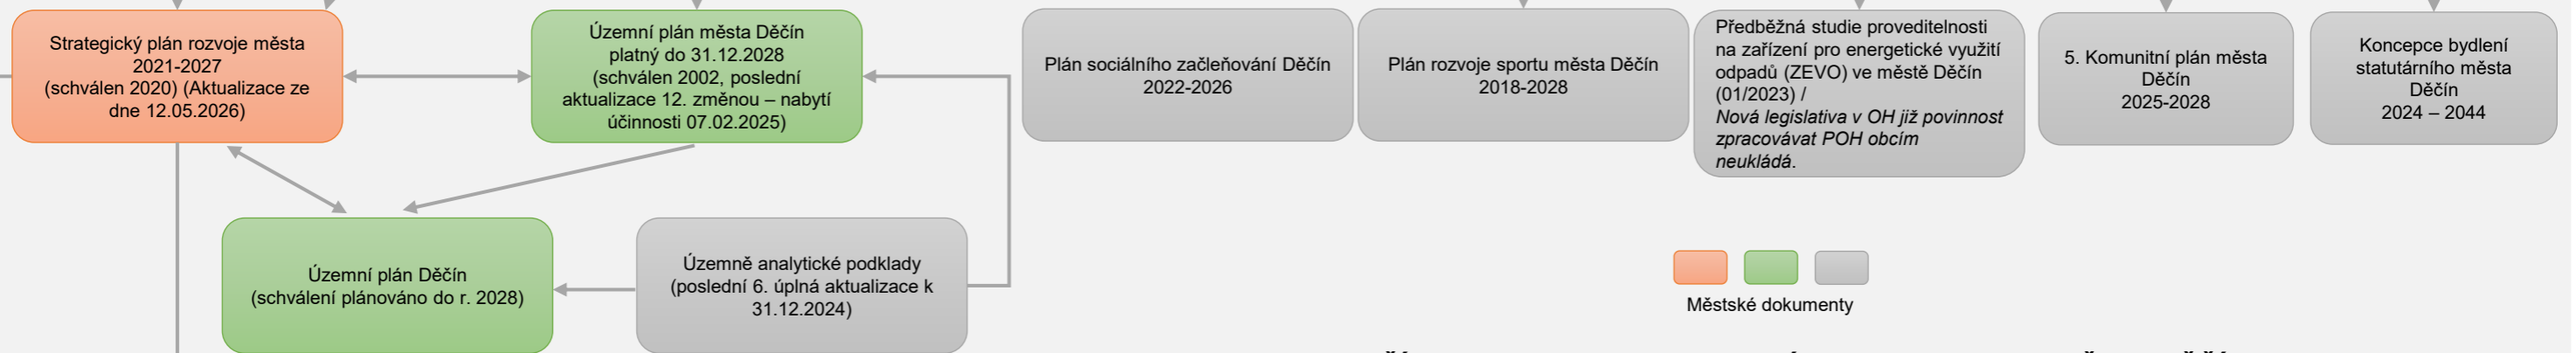 Strategický plán rozvoje města
2021-2027
(schválen 2020) (Aktualizace ze
dne 12.05.2026)
Územní plán města Děčín
platný do 31.12.2028
(schválen 2002, poslední
aktualizace 12. změnou – nabytí
účinnosti 07.02.2025)
Plán sociálního začleňování Děčín
2022-2026
Plán rozvoje sportu města Děčín
2018-2028
Předběžná studie proveditelnosti
na zařízení pro energetické využití
odpadů (ZEVO) ve městě Děčín
(01/2023) /
Nová legislativa v OH již povinnost
zpracovávat POH obcím
neukládá.
5. Komunitní plán města
Děčín
2025-2028
Koncepce bydlení
statutárního města
Děčín
2024 – 2044
Územní plán Děčín
(schválení plánováno do r. 2028)
Územně analytické podklady
(poslední 6. úplná aktualizace k
31.12.2024)
Městské dokumenty